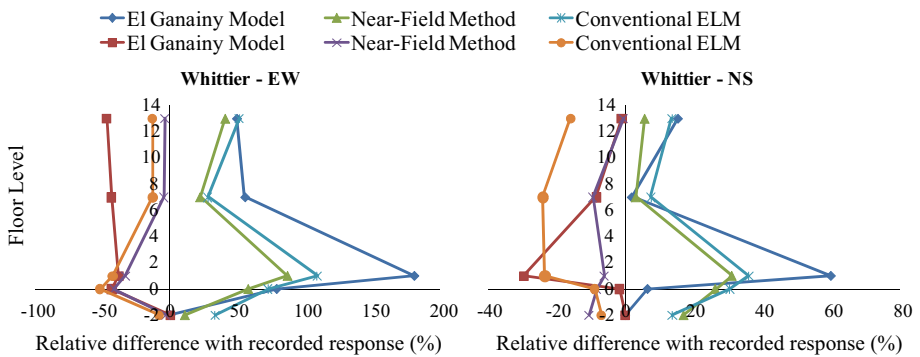 El Ganainy Model Near-Field Method Conventional ELM
El Ganainy Model Near-Field Method Conventional ELM
Whittier - EW
Whittier - NS
Floor Level
14
12
10
8
6
4
2
0
-2
-100 -50 0 50 100 150 200
Relative difference with recorded response (%)
14
12
10
8
6
4
2
0
-2
-40 -20 0 20 40 60 80
Relative difference with recorded response (%)